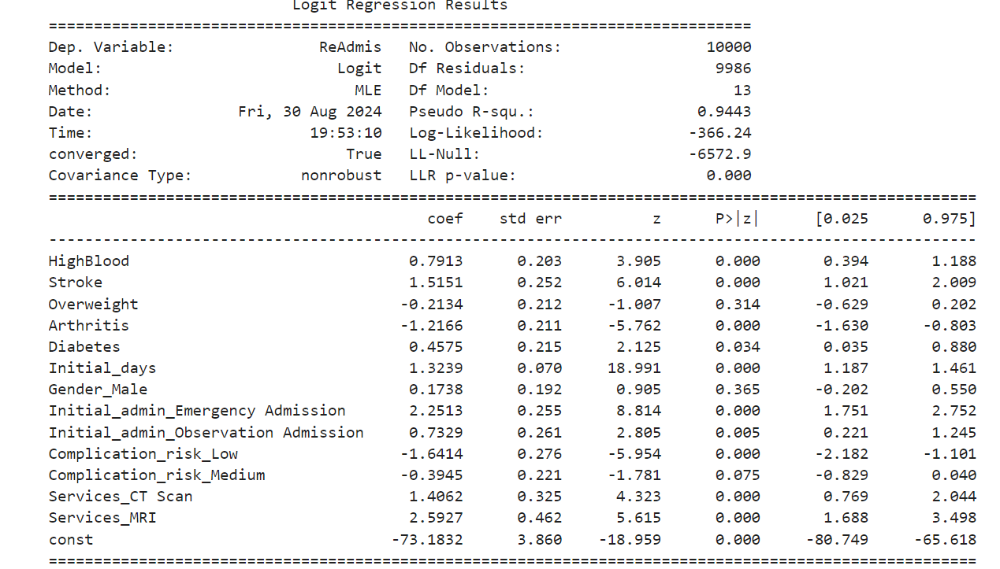 Logit Regression Results
==============================================================================
Dep. Variable: ReAdmis No. Observations: 10000
Model: Logit Df Residuals: 9986
Method: MLE Df Model: 13
Date: Fri, 30 Aug 2024 Pseudo R-squ.: 0.9443
Time: 19:53:10 Log-Likelihood: -366.24
converged: True LL-Null: -6572.9
Covariance Type: nonrobust LLR p-value: 0.000
=======================================================================================================
coef std err z P>|z| [0.025 0.975]
-------------------------------------------------------------------------------------------------------
HighBlood 0.7913 0.203 3.905 0.000 0.394 1.188
Stroke 1.5151 0.252 6.014 0.000 1.021 2.009
Overweight -0.2134 0.212 -1.007 0.314 -0.629 0.202
Arthritis -1.2166 0.211 -5.762 0.000 -1.630 -0.803
Diabetes 0.4575 0.215 2.125 0.034 0.035 0.880
Initial_days 1.3239 0.070 18.991 0.000 1.187 1.461
Gender_Male 0.1738 0.192 0.905 0.365 -0.202 0.550
Initial_admin_Emergency Admission 2.2513 0.255 8.814 0.000 1.751 2.752
Initial_admin_Observation Admission 0.7329 0.261 2.805 0.005 0.221 1.245
Complication_risk_Low -1.6414 0.276 -5.954 0.000 -2.182 -1.101
Complication_risk_Medium -0.3945 0.221 -1.781 0.075 -0.829 0.040
Services_CT Scan 1.4062 0.325 4.323 0.000 0.769 2.044
Services_MRI 2.5927 0.462 5.615 0.000 1.688 3.498
const -73.1832 3.860 -18.959 0.000 -80.749 -65.618
=======================================================================================================